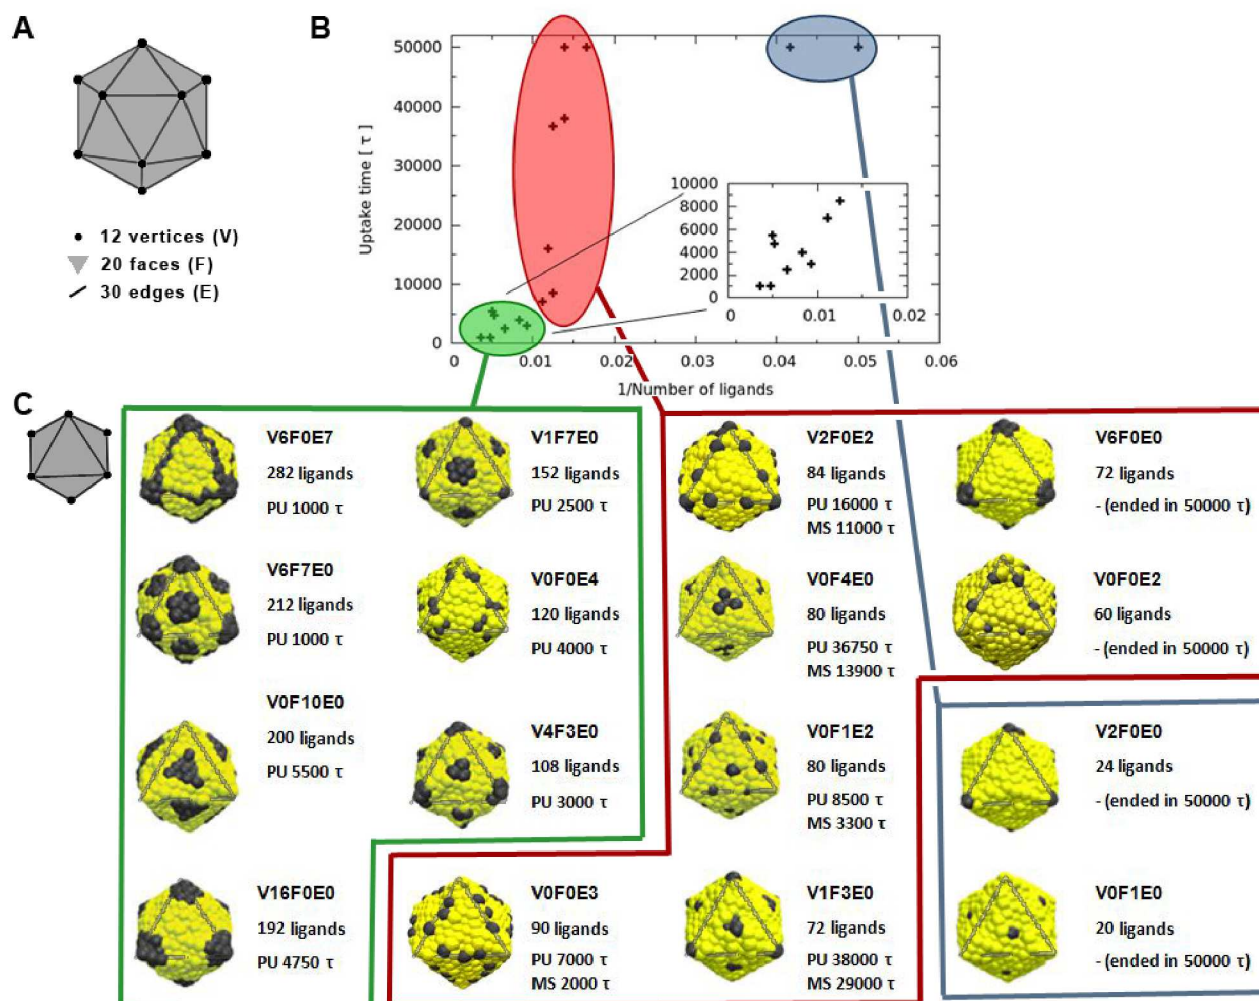 A
12 vertices (V)
20 faces (F)
30 edges (E)
B
Uptake time [ τ ]
50000
40000
30000
20000
10000
0
0
0.01
0.02
0.03
0.04
0.05
0.06
1/Number of ligands
10000
8000
6000
4000
2000
0
0
0.01
0.02
C
V6F0E7
282 ligands
PU 1000 τ
V6F7E0
212 ligands
PU 1000 τ
V0F10E0
200 ligands
PU 5500 τ
V16F0E0
192 ligands
PU 4750 τ
V1F7E0
152 ligands
PU 2500 τ
V0F0E4
120 ligands
PU 4000 τ
V4F3E0
108 ligands
PU 3000 τ
V0F0E3
90 ligands
PU 7000 τ
MS 2000 τ
V2F0E2
84 ligands
PU 16000 τ
MS 11000 τ
V0F4E0
80 ligands
PU 36750 τ
MS 13900 τ
V0F1E2
80 ligands
PU 8500 τ
MS 3300 τ
V1F3E0
72 ligands
PU 38000 τ
MS 29000 τ
V6F0E0
72 ligands
- (ended in 50000 τ)
V0F0E2
60 ligands
- (ended in 50000 τ)
V2F0E0
24 ligands
- (ended in 50000 τ)
V0F1E0
20 ligands
- (ended in 50000 τ)